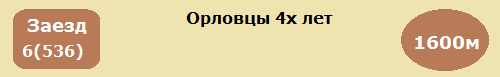 Заезд
6(536)
Орловцы 4х лет
1600м